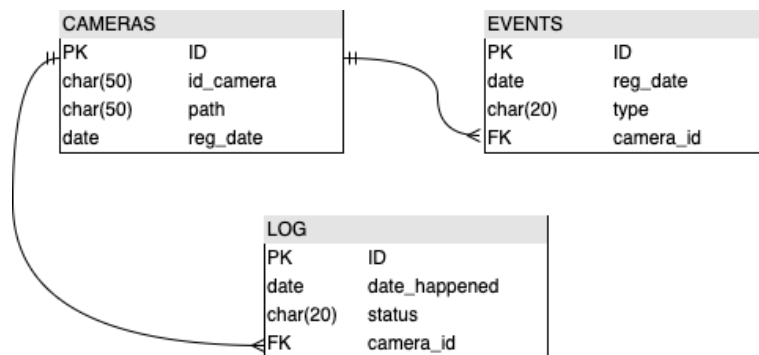 CAMERAS
PK ID
char(50) id_camera
char(50) path
date reg_date
EVENTS
PK ID
date reg_date
char(20) type
FK camera_id
LOG
PK ID
date date_happened
char(20) status
FK camera_id